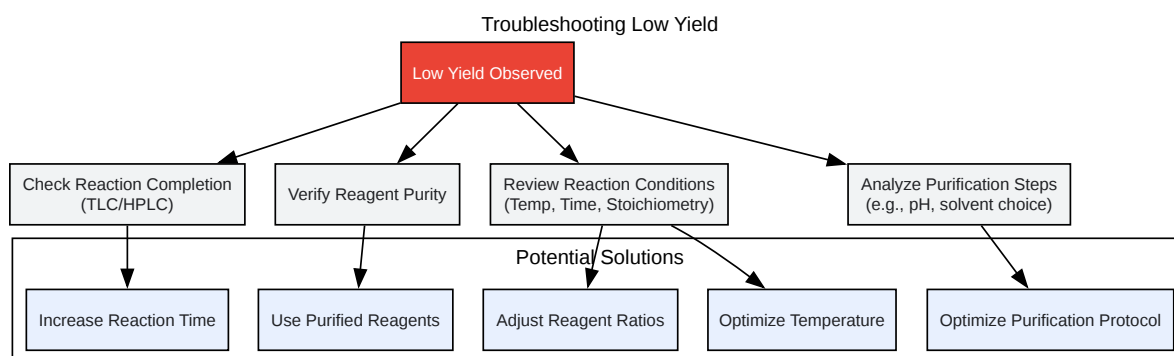 Troubleshooting Low Yield
Low Yield Observed
Check Reaction Completion
(TLC/HPLC)
Verify Reagent Purity
Review Reaction Conditions
(Temp, Time, Stoichiometry)
Analyze Purification Steps
(e.g., pH, solvent choice)
Potential Solutions
Increase Reaction Time
Use Purified Reagents
Adjust Reagent Ratios
Optimize Temperature
Optimize Purification Protocol